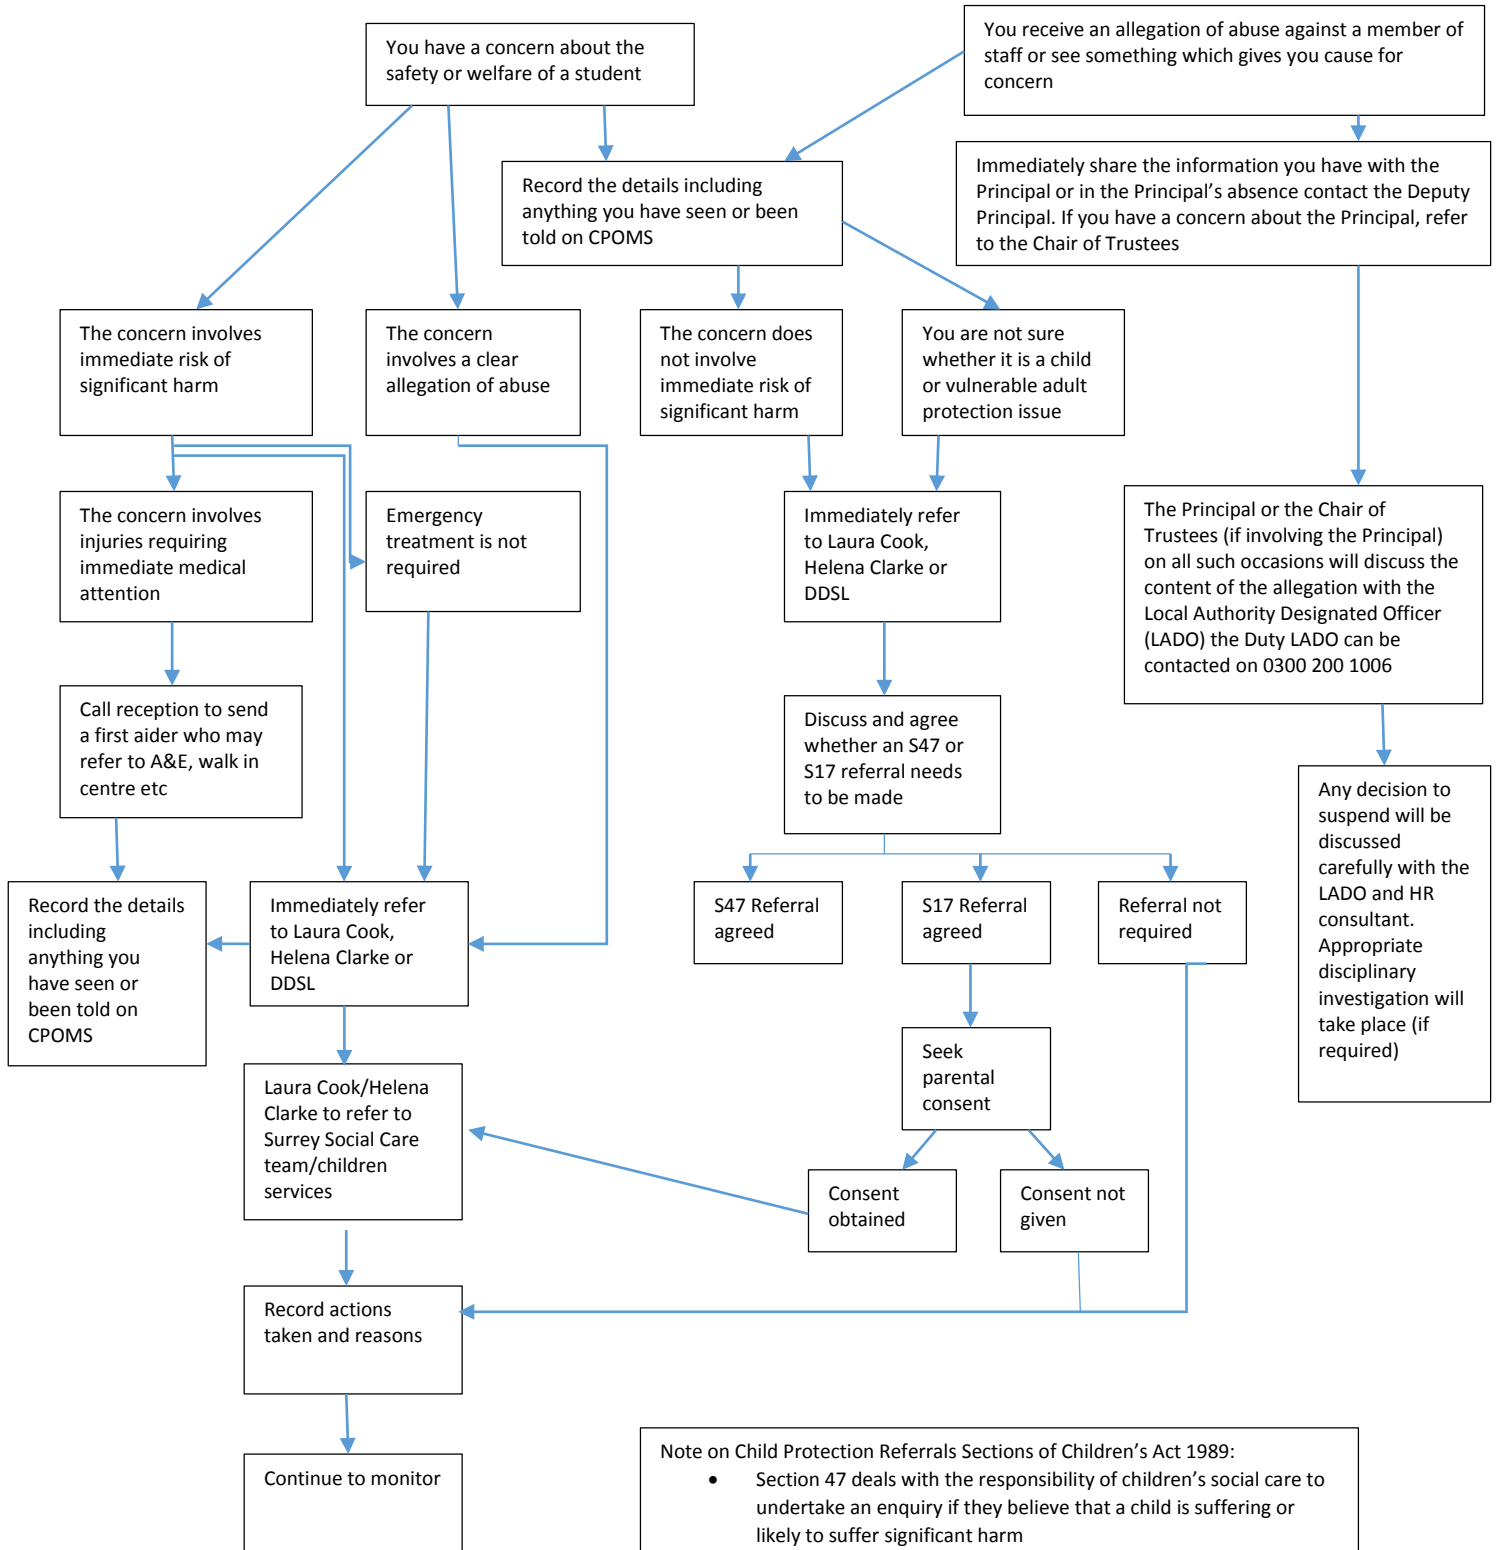 You have a concern about the
safety or welfare of a student
You receive an allegation of abuse against a member of
staff or see something which gives you cause for
concern
Record the details including
anything you have seen or been
told on CPOMS
Immediately share the information you have with the
Principal or in the Principal’s absence contact the Deputy
Principal. If you have a concern about the Principal, refer
to the Chair of Trustees
The concern involves
immediate risk of
significant harm
The concern
involves a clear
allegation of abuse
The concern does
not involve
immediate risk of
significant harm
You are not sure
whether it is a child
or vulnerable adult
protection issue
The concern involves
injuries requiring
immediate medical
attention
Emergency
treatment is not
required
Immediately refer
to Laura Cook,
Helena Clarke or
DDSL
The Principal or the Chair of
Trustees (if involving the Principal)
on all such occasions will discuss the
content of the allegation with the
Local Authority Designated Officer
(LADO) the Duty LADO can be
contacted on 0300 200 1006
Call reception to send
a first aider who may
refer to A&E, walk in
centre etc
Discuss and agree
whether an S47 or
S17 referral needs
to be made
Any decision to
suspend will be
discussed
carefully with the
LADO and HR
consultant.
Appropriate
disciplinary
investigation will
take place (if
required)
Record the details
including
anything you
have seen or
been told on
CPOMS
Immediately refer
to Laura Cook,
Helena Clarke or
DDSL
S47 Referral
agreed
S17 Referral
agreed
Referral not
required
Seek
parental
consent
Laura Cook/Helena
Clarke to refer to
Surrey Social Care
team/children
services
Consent
obtained
Consent not
given
Record actions
taken and reasons
Continue to monitor
Note on Child Protection Referrals Sections of Children’s Act 1989:
• Section 47 deals with the responsibility of children’s social care to
undertake an enquiry if they believe that a child is suffering or
likely to suffer significant harm